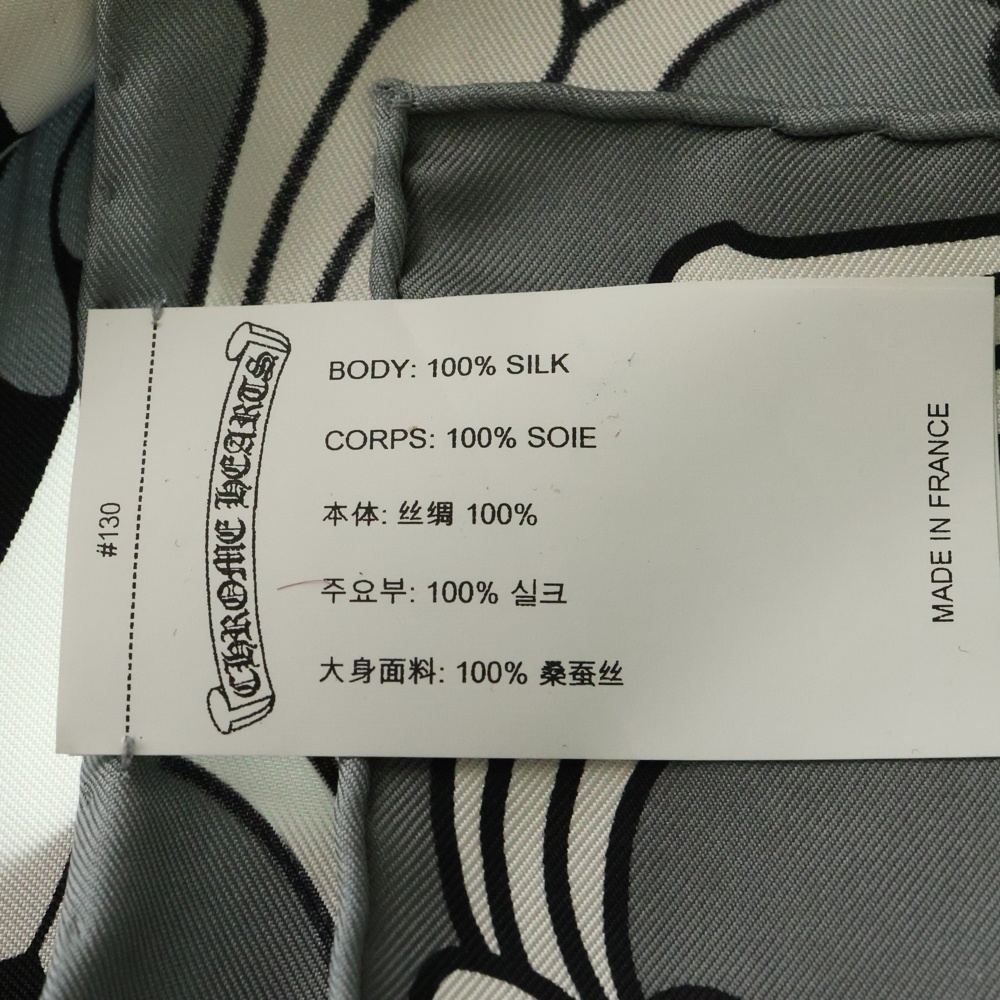 #130
CHROME HEARTS
BODY: 100% SILK
CORPS: 100% SOIE
本体: 丝绸 100%
주요부: 100% 실크
大身面料: 100% 桑蚕丝
MADE IN FRANCE